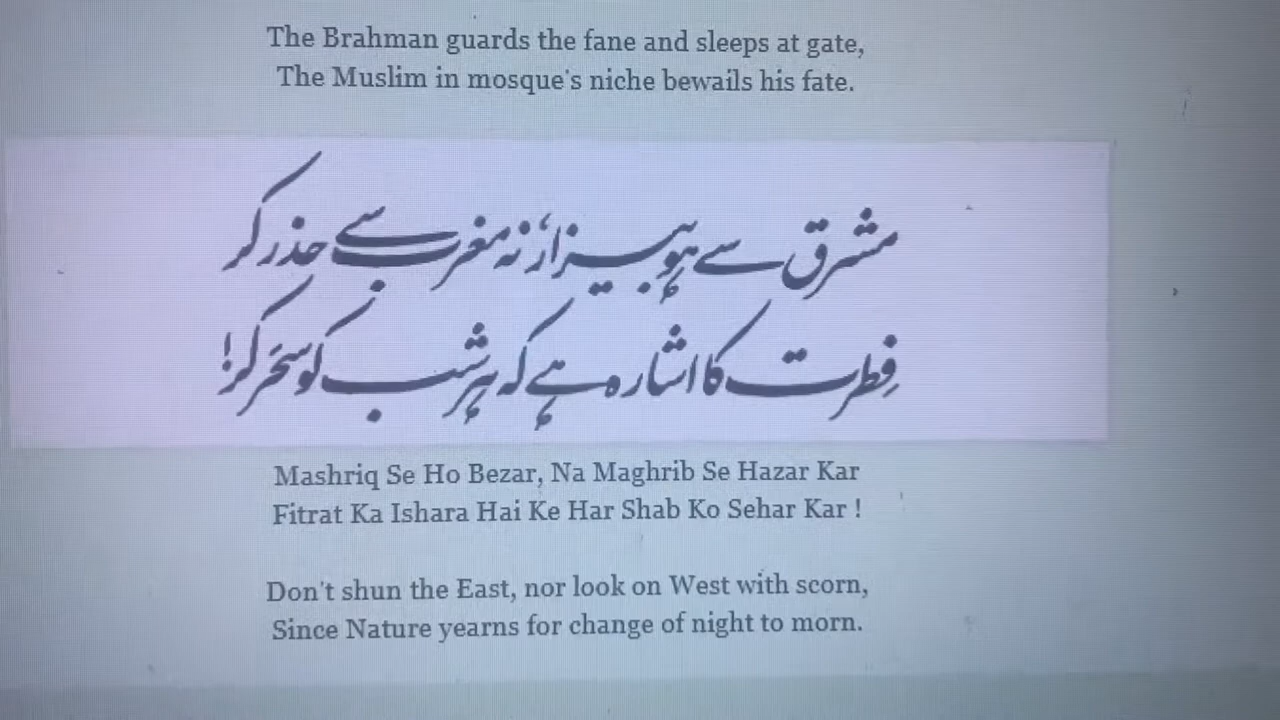 The Brahman guards the fane and sleeps at gate,
The Muslim in mosque's niche bewails his fate.
مشرق سے ہو بیزار، نہ مغرب سے حذر کر
فِطرت کا اشارہ ہے کہ ہر شب کو سَحَر کر!
Mashriq Se Ho Bezar, Na Maghrib Se Hazar Kar
Fitrat Ka Ishara Hai Ke Har Shab Ko Sehar Kar !
Don't shun the East, nor look on West with scorn,
Since Nature yearns for change of night to morn.